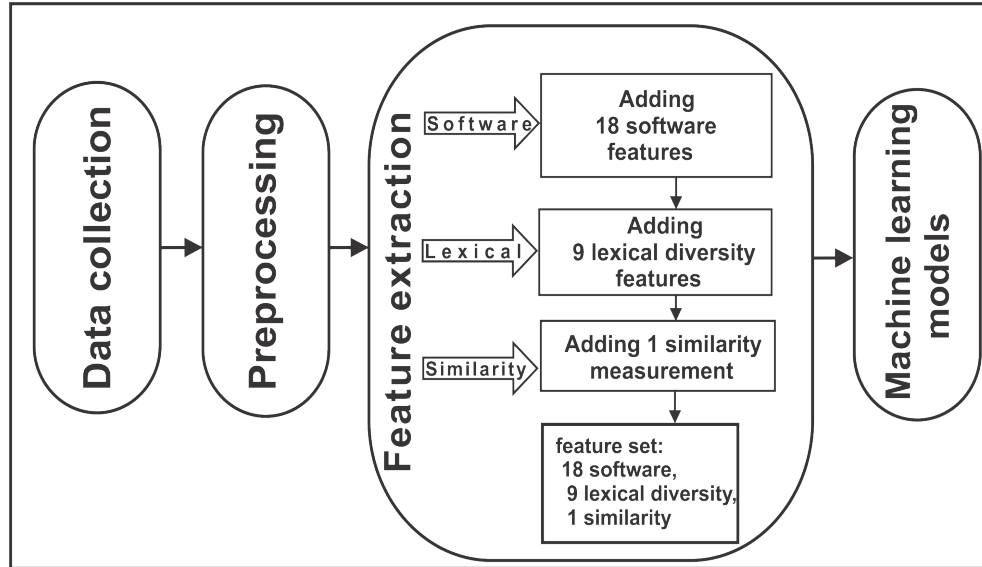 Data collection
Preprocessing
Feature extraction
Software
Adding
18 software
features
Lexical
Adding
9 lexical diversity
features
Similarity
Adding 1 similarity
measurement
feature set:
18 software,
9 lexical diversity,
1 similarity
Machine learning
models